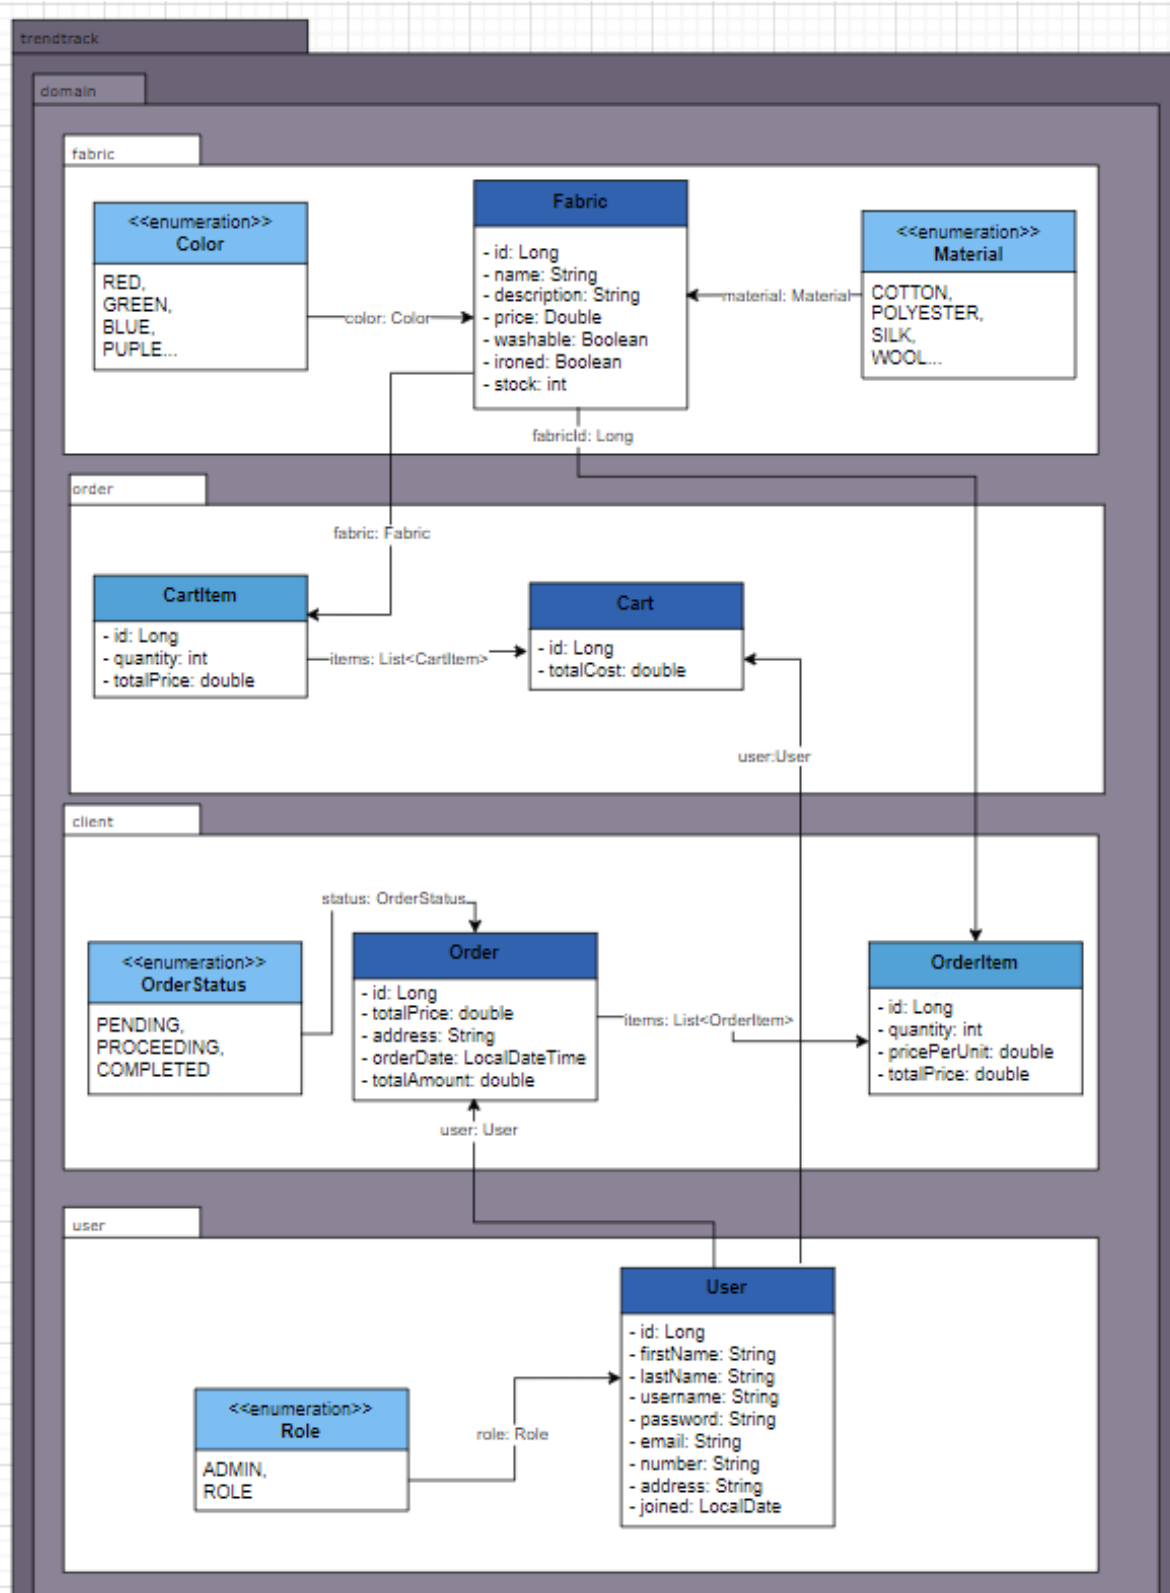 trendtrack
domain
fabric
<<enumeration>>
Color
RED,
GREEN,
BLUE,
PUPLE...
color: Color
Fabric
- id: Long
- name: String
- description: String
- price: Double
- washable: Boolean
- ironed: Boolean
- stock: int
material: Material
<<enumeration>>
Material
COTTON,
POLYESTER,
SILK,
WOOL...
fabricId: Long
order
fabric: Fabric
CartItem
- id: Long
- quantity: int
- totalPrice: double
items: List<CartItem>
Cart
- id: Long
- totalCost: double
user:User
client
status: OrderStatus
<<enumeration>>
OrderStatus
PENDING,
PROCEEDING,
COMPLETED
Order
- id: Long
- totalPrice: double
- address: String
- orderDate: LocalDateTime
- totalAmount: double
items: List<OrderItem>
OrderItem
- id: Long
- quantity: int
- pricePerUnit: double
- totalPrice: double
user: User
user
<<enumeration>>
Role
ADMIN,
ROLE
role: Role
User
- id: Long
- firstName: String
- lastName: String
- username: String
- password: String
- email: String
- number: String
- address: String
- joined: LocalDate